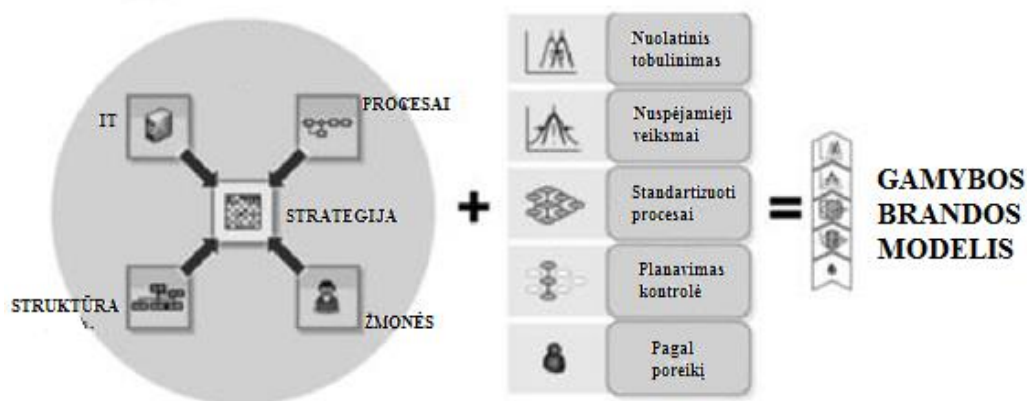 IT
PROCESAI
STRATEGIJA
STRUKTŪRA
ŽMONĖS
Nuolatinis
tobulinimas
Nuspėjamieji
veiksmai
Standartizuoti
procesai
Planavimas
kontrolė
Pagal
poreikį
GAMYBOS
BRANDOS
MODELIS